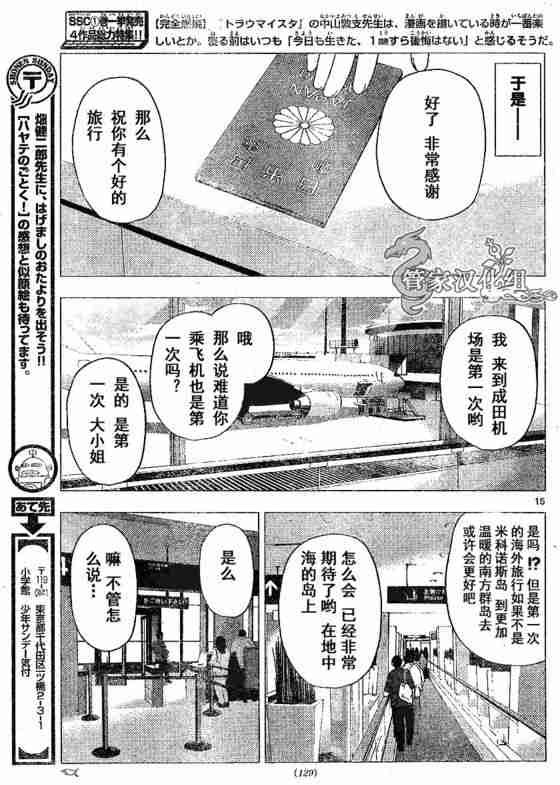 SSC①巻一挙発売
4作品総力特集!!
【完全燃焼】『トラウマイスタ』の中山敦支先生は、漫画を描いている時が一番楽
しいとか。寝る前はいつも「今日も生きた、1㎜すら後悔はない」と感じるそうだ。
于是——
好了 非常感谢
那么
祝你有个好的
旅行
管家汉化组
我 来到成田机
场是第一次哟
哦
那么说难道你
乘飞机也是第
一次吗?
是的 是第
一次 大小姐
15
是吗 !? 但是第一次
的海外旅行如果不是
米科诺斯岛 到更加
温暖的南方群岛去
或许会更好吧
怎么会 已经非常
期待了哟 在地中
海的岛上
是么
嘛 不管怎
么说…
(129)
SHONEN SUNDAY
畑健二郎先生に、はげましのおたよりを出そう!!
[ハヤテのごとく!]の感想と似顔絵も待ってます。
あて先
東京都千代田区一ツ橋2-3-1
小学館 少年サンデー気付